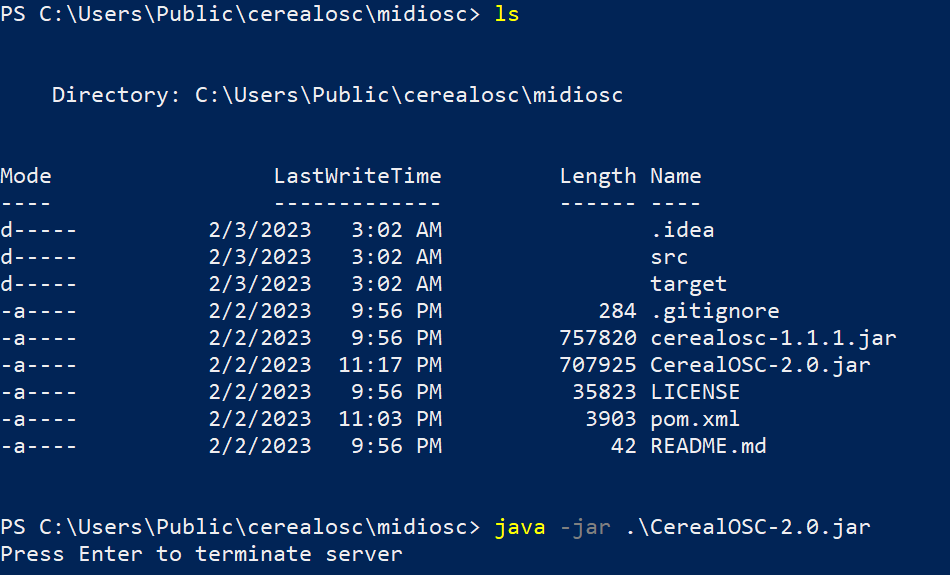 PS C:\Users\Public\cerealosc\midiosc> ls
Directory: C:\Users\Public\cerealosc\midiosc
Mode LastWriteTime Length Name
---- ------------- ------ ----
d----- 2/3/2023 3:02 AM .idea
d----- 2/3/2023 3:02 AM src
d----- 2/3/2023 3:02 AM target
-a---- 2/2/2023 9:56 PM 284 .gitignore
-a---- 2/2/2023 9:56 PM 757820 cerealosc-1.1.1.jar
-a---- 2/2/2023 11:17 PM 707925 CerealOSC-2.0.jar
-a---- 2/2/2023 9:56 PM 35823 LICENSE
-a---- 2/2/2023 11:03 PM 3903 pom.xml
-a---- 2/2/2023 9:56 PM 42 README.md
PS C:\Users\Public\cerealosc\midiosc> java -jar .\CerealOSC-2.0.jar
Press Enter to terminate server